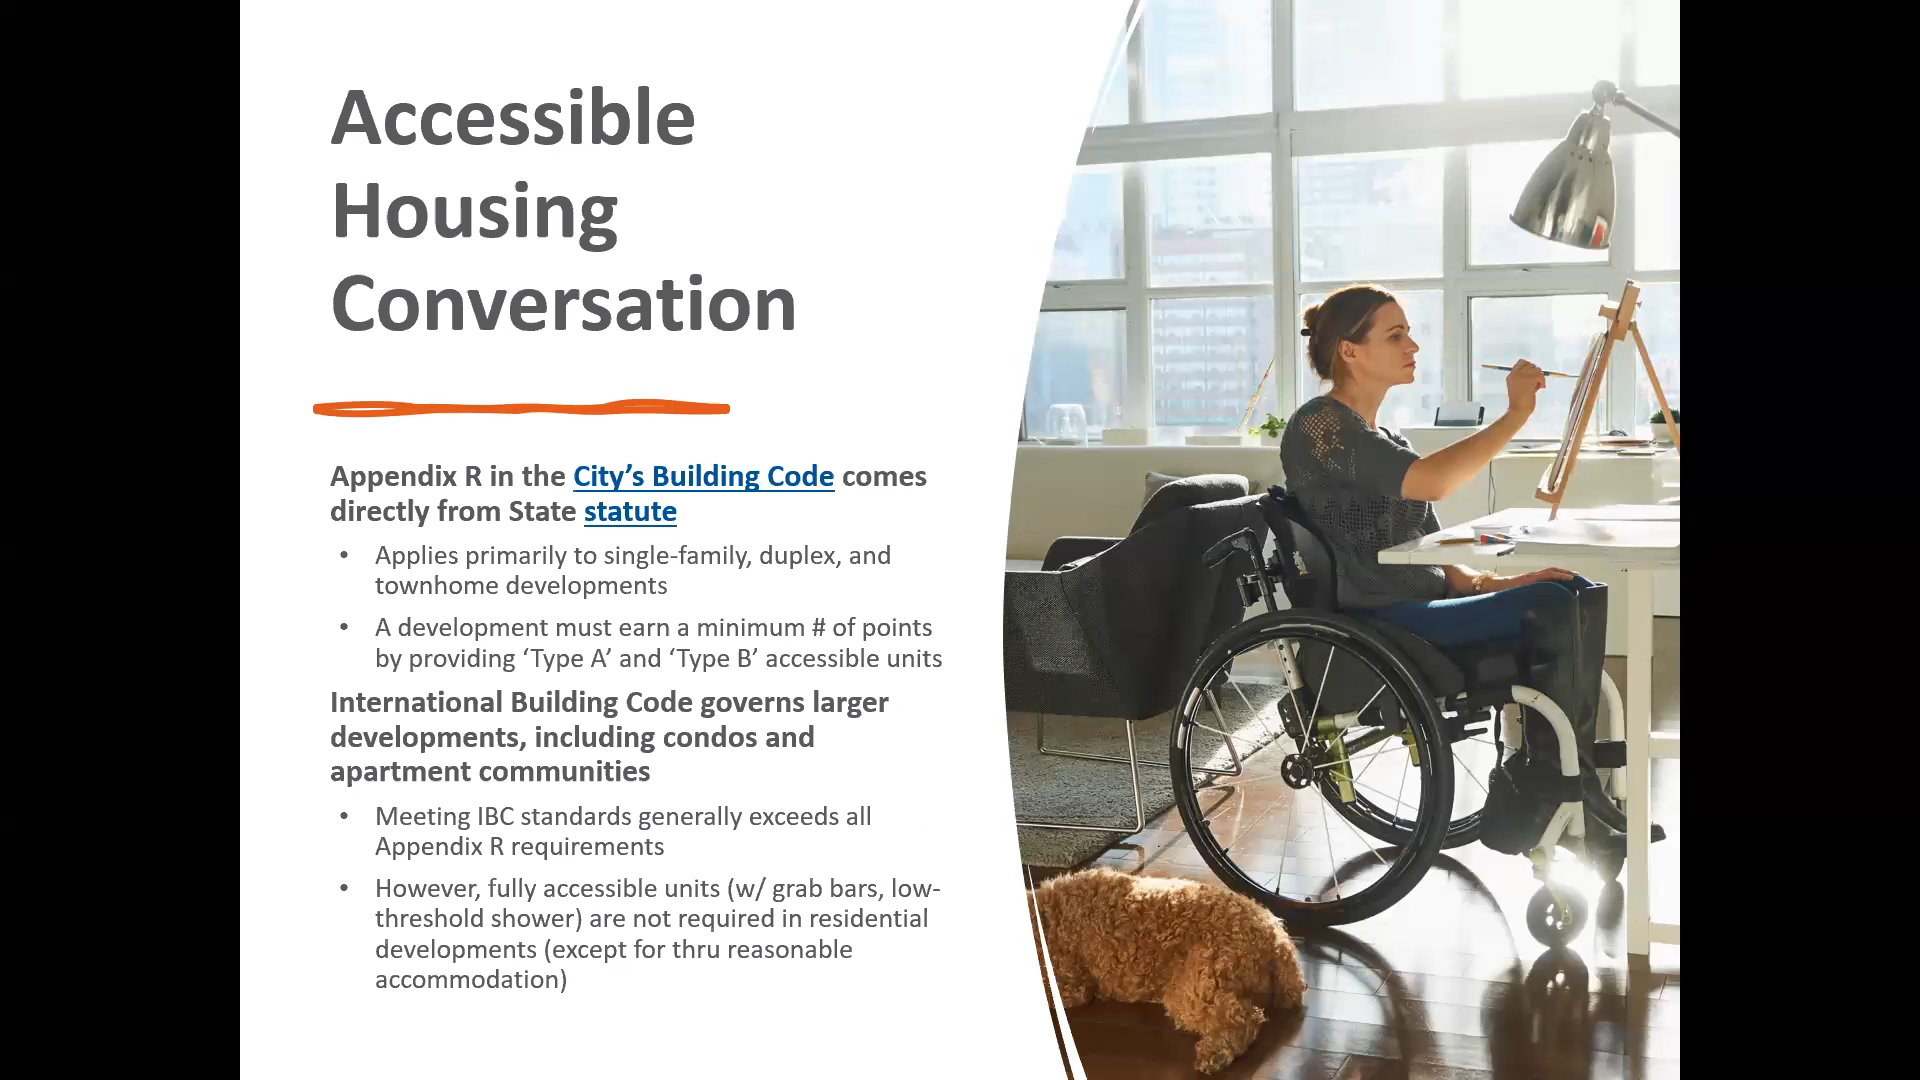 Accessible
Housing
Conversation
Appendix R in the City’s Building Code comes
directly from State statute
• Applies primarily to single-family, duplex, and
townhome developments
• A development must earn a minimum # of points
by providing ‘Type A’ and ‘Type B’ accessible units
International Building Code governs larger
developments, including condos and
apartment communities
• Meeting IBC standards generally exceeds all
Appendix R requirements
• However, fully accessible units (w/ grab bars, low-
threshold shower) are not required in residential
developments (except for thru reasonable
accommodation)